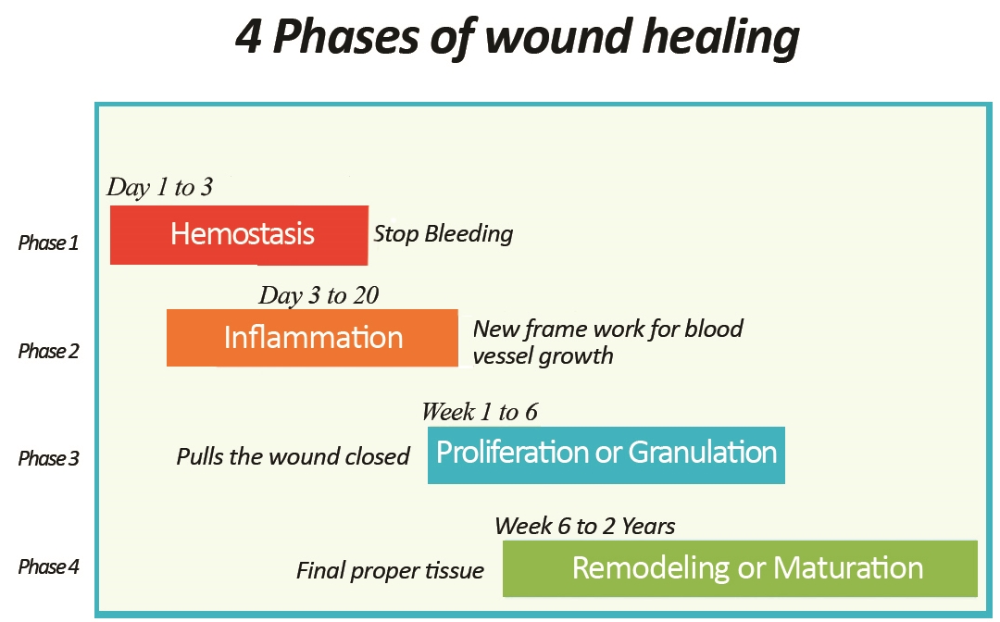 4 Phases of wound healing
Day 1 to 3
Phase 1
Hemostasis
Stop Bleeding
Day 3 to 20
Phase 2
Inflammation
New frame work for blood
vessel growth
Week 1 to 6
Phase 3
Pulls the wound closed
Proliferation or Granulation
Week 6 to 2 Years
Phase 4
Final proper tissue
Remodeling or Maturation